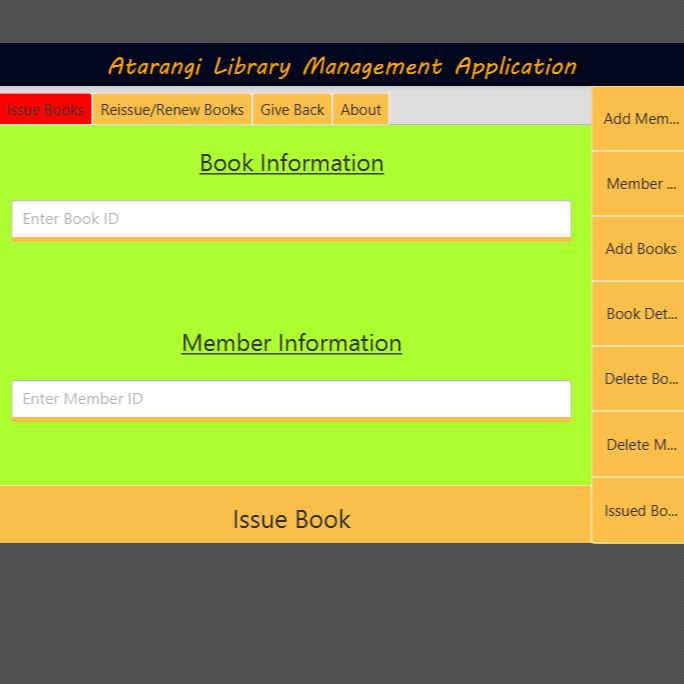 Atarangi Library Management Application
Issue Books
Reissue/Renew Books
Give Back
About
Book Information
Enter Book ID
Member Information
Enter Member ID
Issue Book
Add Mem...
Member ...
Add Books
Book Det...
Delete Bo...
Delete M...
Issued Bo...